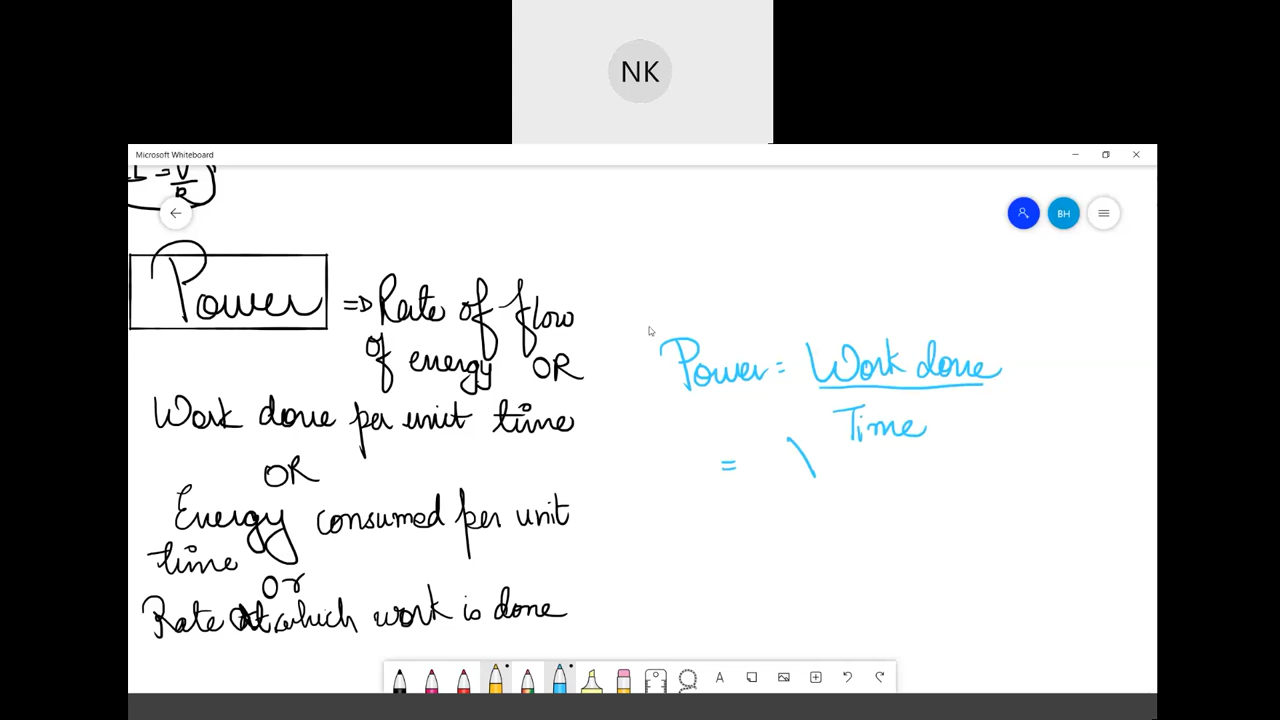 NK
Microsoft Whiteboard
I = V
R
BH
Power => Rate of flow
of energy OR
Work done per unit time
OR
Energy consumed per unit
time
Or
Rate at which work is done
Power = Work done
Time
= \
A